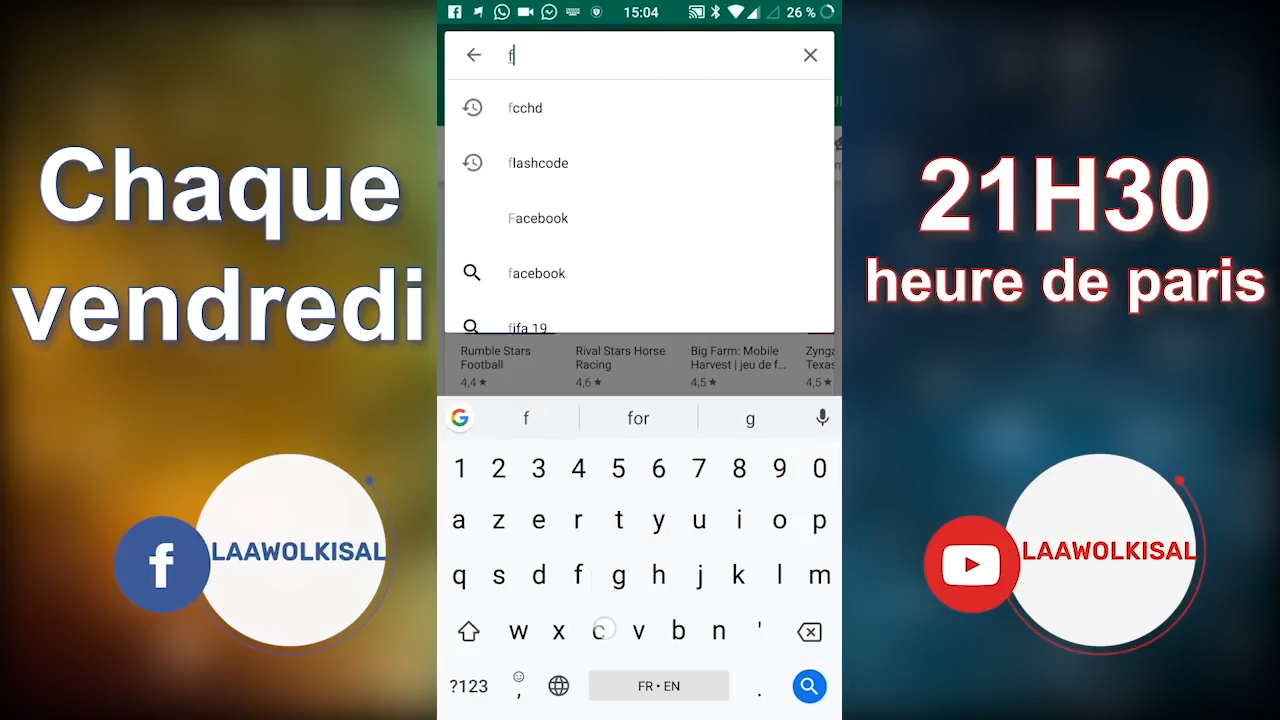 Chaque
vendredi
LAAWOLKISAL
15:04
26 %
f
fcchd
flashcode
Facebook
facebook
fifa 19
Rumble Stars
Football
4,4 ★
Rival Stars Horse
Racing
4,6 ★
Big Farm: Mobile
Harvest | jeu de f...
4,5 ★
Zynga
Texas
4,5 ★
f for g
1 2 3 4 5 6 7 8 9 0
a z e r t y u i o p
q s d f g h j k l m
w x c v b n '
?123 , FR • EN .
21H30
heure de paris
LAAWOLKISAL